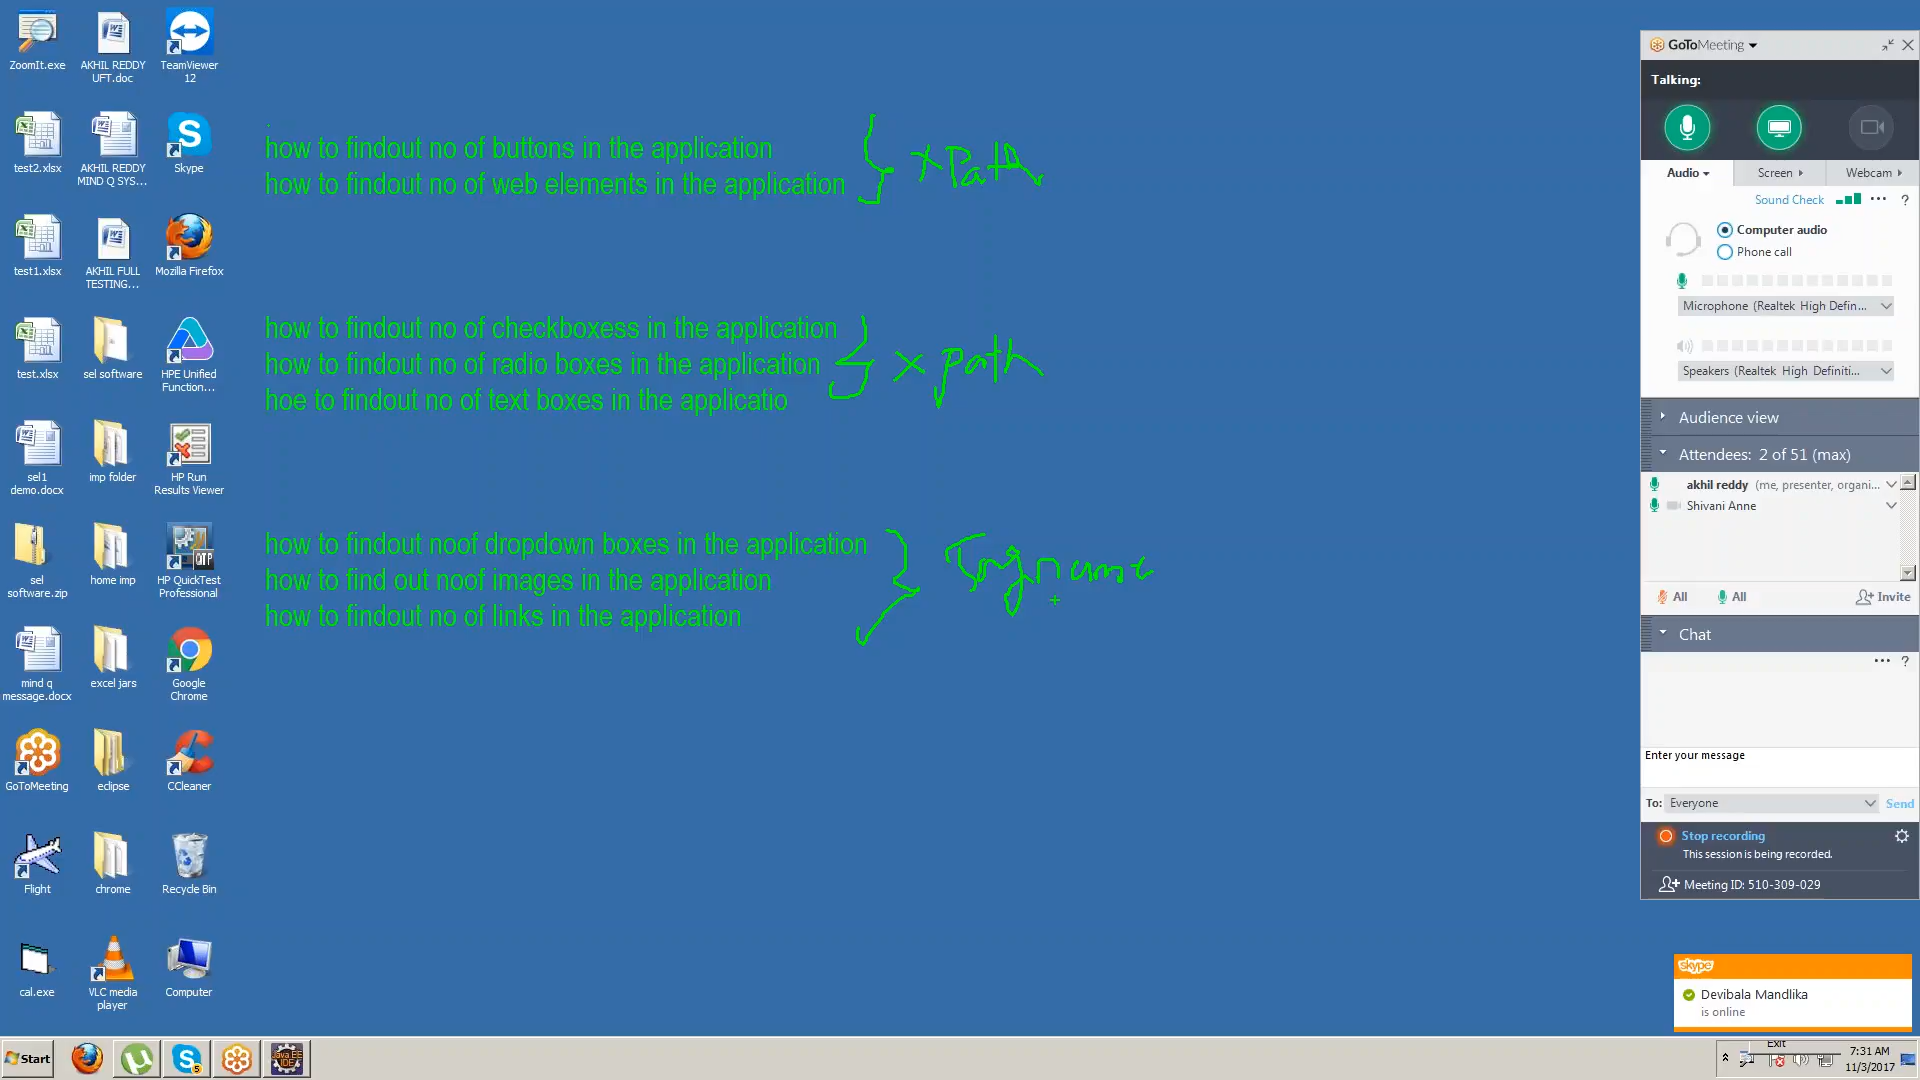 ZoomIt.exe
AKHIL REDDY UFT.doc
TeamViewer 12
test2.xlsx
AKHIL REDDY MIND Q SYS...
Skype
test1.xlsx
AKHIL FULL TESTING...
Mozilla Firefox
test.xlsx
sel software
HPE Unified Function...
sel1 demo.docx
imp folder
HP Run Results Viewer
sel software.zip
home imp
HP QuickTest Professional
QTP
mind q message.docx
excel jars
Google Chrome
GoToMeeting
eclipse
CCleaner
Flight
chrome
Recycle Bin
cal.exe
VLC media player
Computer
how to findout no of buttons in the application
how to findout no of web elements in the application
xPath
how to findout no of checkboxess in the application
how to findout no of radio boxes in the application
hoe to findout no of text boxes in the applicatio
x path
how to findout noof dropdown boxes in the application
how to find out noof images in the application
how to findout no of links in the application
Tagname
GoToMeeting
Talking:
Audio Screen Webcam
Sound Check ... ?
Computer audio
Phone call
Microphone (Realtek High Defin...
Speakers (Realtek High Definiti...
Audience view
Attendees: 2 of 51 (max)
akhil reddy (me, presenter, organi...
Shivani Anne
All All Invite
Chat
... ?
Enter your message
To: Everyone Send
Stop recording
This session is being recorded.
Meeting ID: 510-309-029
skype
Devibala Mandlika
is online
Start
Java EE
IDE
Exit
7:31 AM
11/3/2017